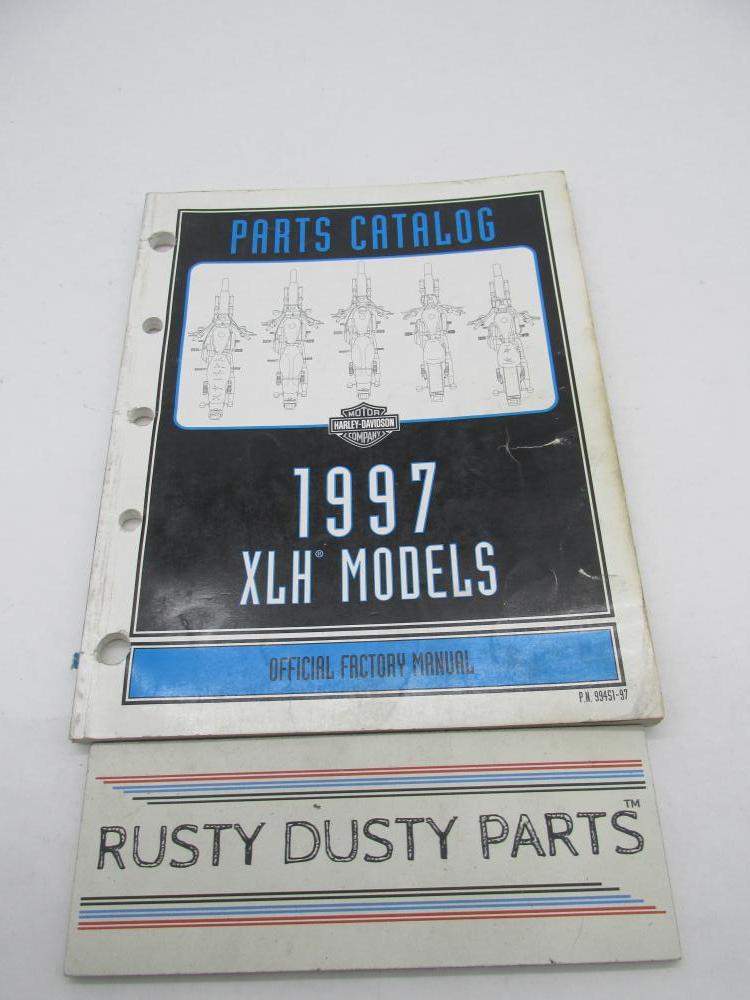 PARTS CATALOG
MOTOR
HARLEY-DAVIDSON
COMPANY
1997
XLH® MODELS
OFFICIAL FACTORY MANUAL
P.N. 99451-97
RUSTY DUSTY PARTS™